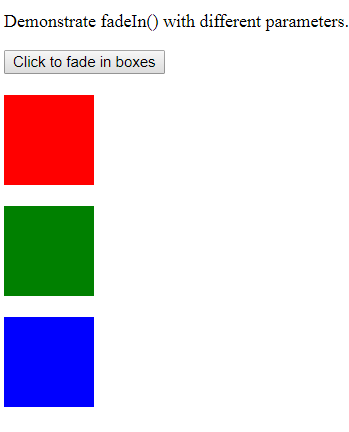 Demonstrate fadeIn() with different parameters.
Click to fade in boxes